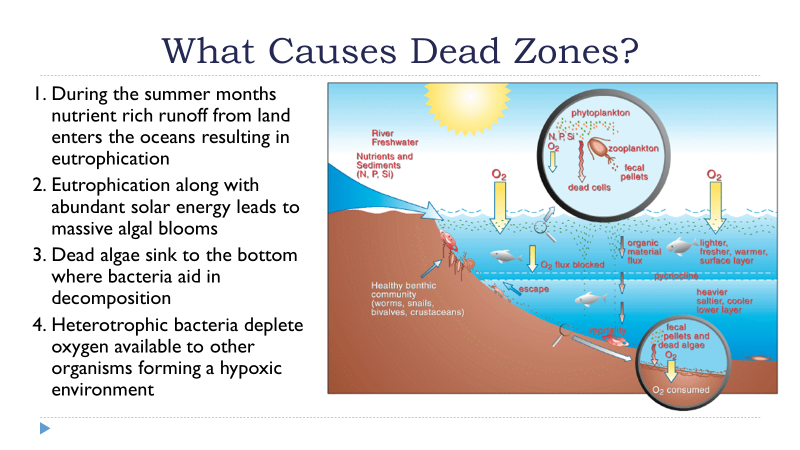 What Causes Dead Zones?
1. During the summer months
nutrient rich runoff from land
enters the oceans resulting in
eutrophication
2. Eutrophication along with
abundant solar energy leads to
massive algal blooms
3. Dead algae sink to the bottom
where bacteria aid in
decomposition
4. Heterotrophic bacteria deplete
oxygen available to other
organisms forming a hypoxic
environment
River
Freshwater
Nutrients and
Sediments
(N, P, Si)
O2
phytoplankton
N, P, Si
O2
zooplankton
fecal
pellets
dead cells
O2
O2 flux blocked
organic
material
flux
lighter,
frecher, warmer,
surface layer
pycnocline
Healthy benthic
community
(worms, snails,
bivalves, crustaceans)
escape
heavier
saltier, cooler
lower layer
mortality
fecal
pellets and
dead algae
O2
O2 consumed